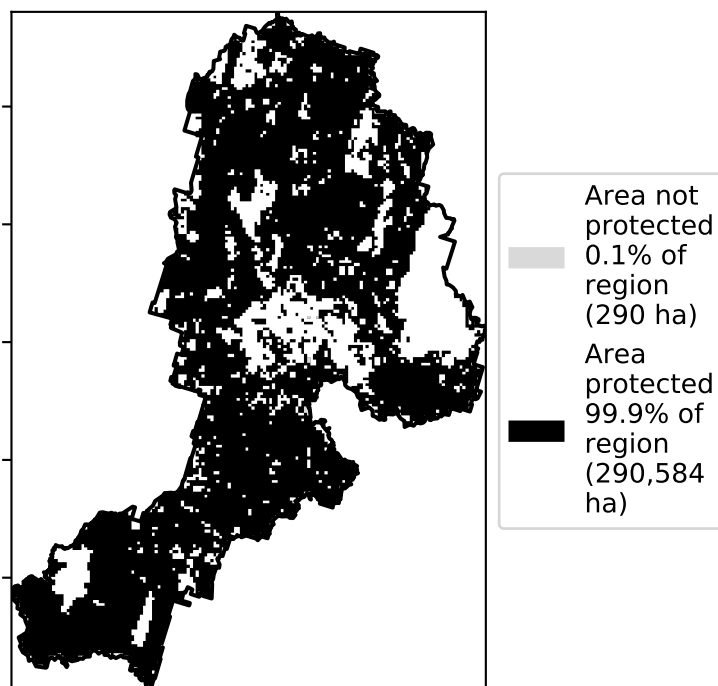 Area not
protected
0.1% of
region
(290 ha)
Area
protected
99.9% of
region
(290,584
ha)